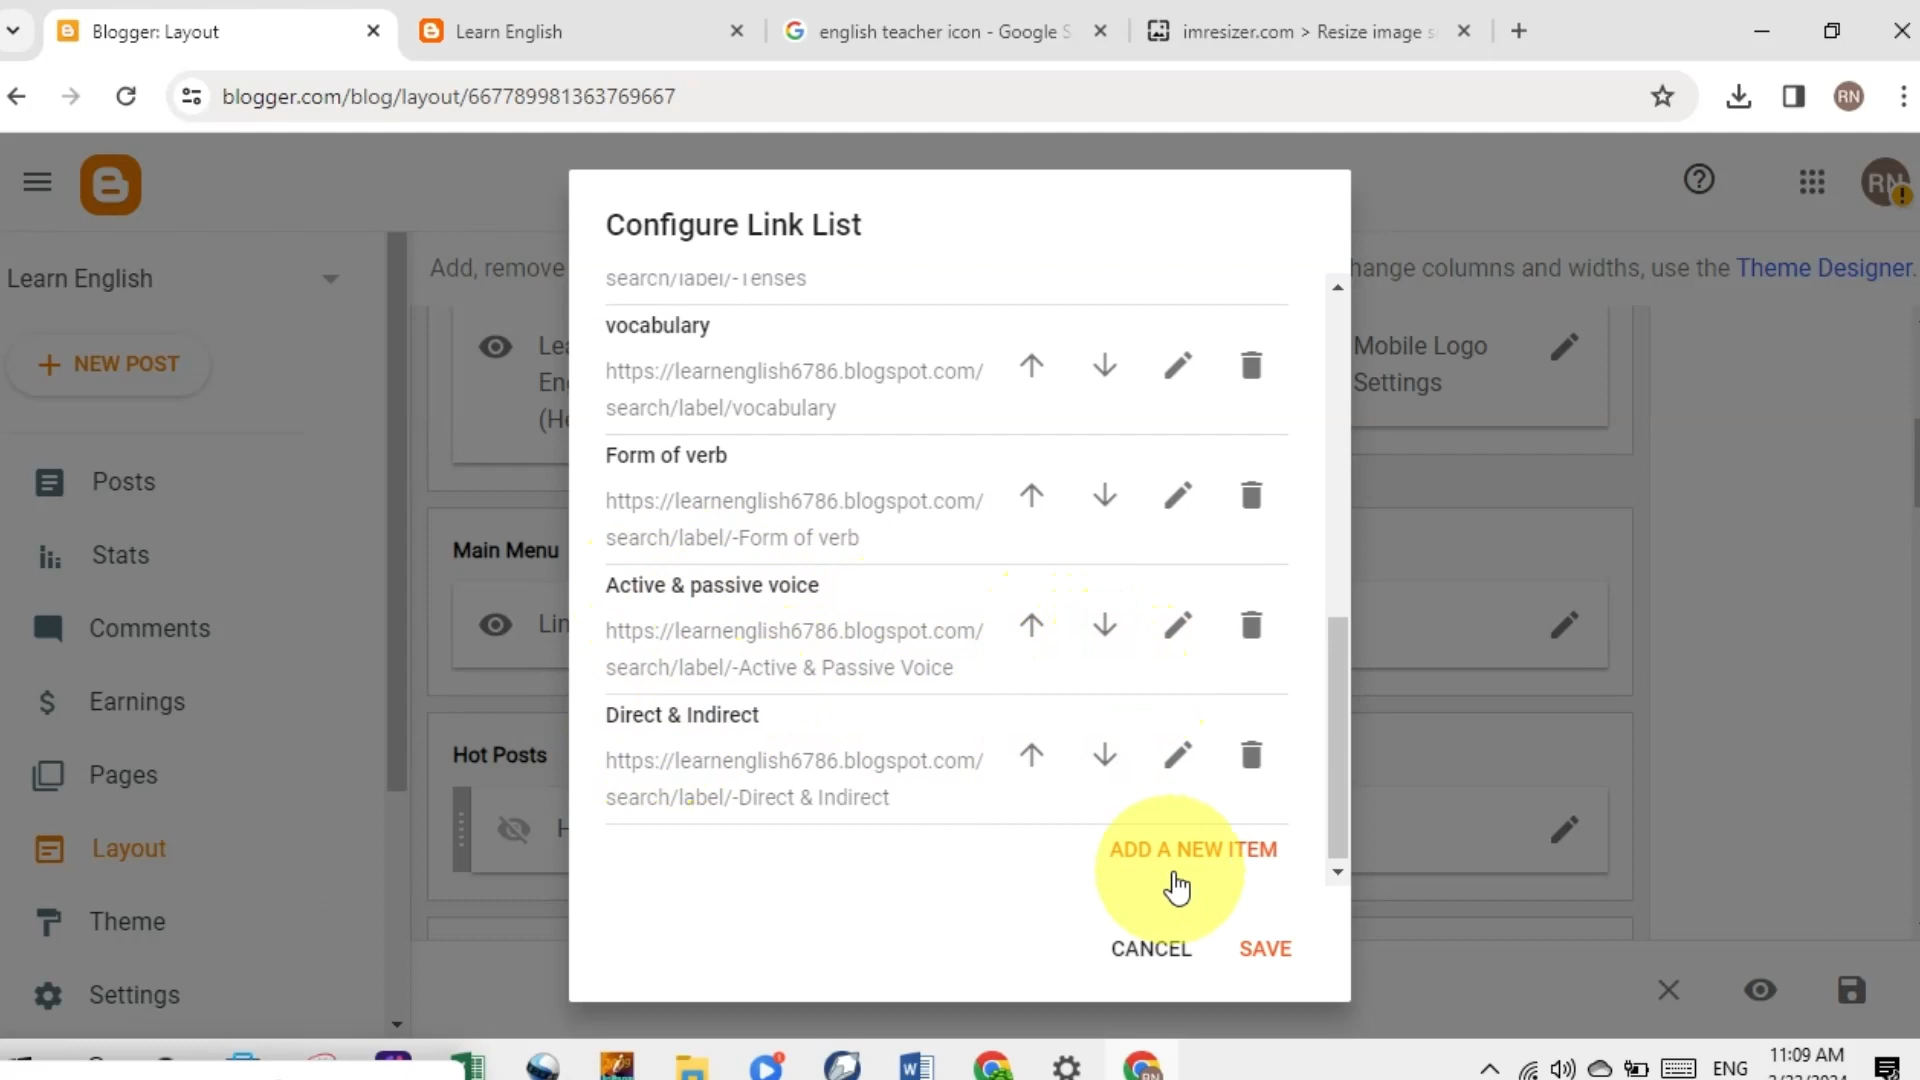 Blogger: Layout
Learn English
english teacher icon - Google S
imresizer.com > Resize image s
blogger.com/blog/layout/667789981363769667
RN
RN
Learn English
NEW POST
Posts
Stats
Comments
Earnings
Pages
Layout
Theme
Settings
Add, remove
hange columns and widths, use the Theme Designer.
Mobile Logo
Settings
Main Menu
Hot Posts
Configure Link List
search/label/-Tenses
vocabulary
https://learnenglish6786.blogspot.com/
search/label/vocabulary
Form of verb
https://learnenglish6786.blogspot.com/
search/label/-Form of verb
Active & passive voice
https://learnenglish6786.blogspot.com/
search/label/-Active & Passive Voice
Direct & Indirect
https://learnenglish6786.blogspot.com/
search/label/-Direct & Indirect
ADD A NEW ITEM
CANCEL
SAVE
ENG
11:09 AM